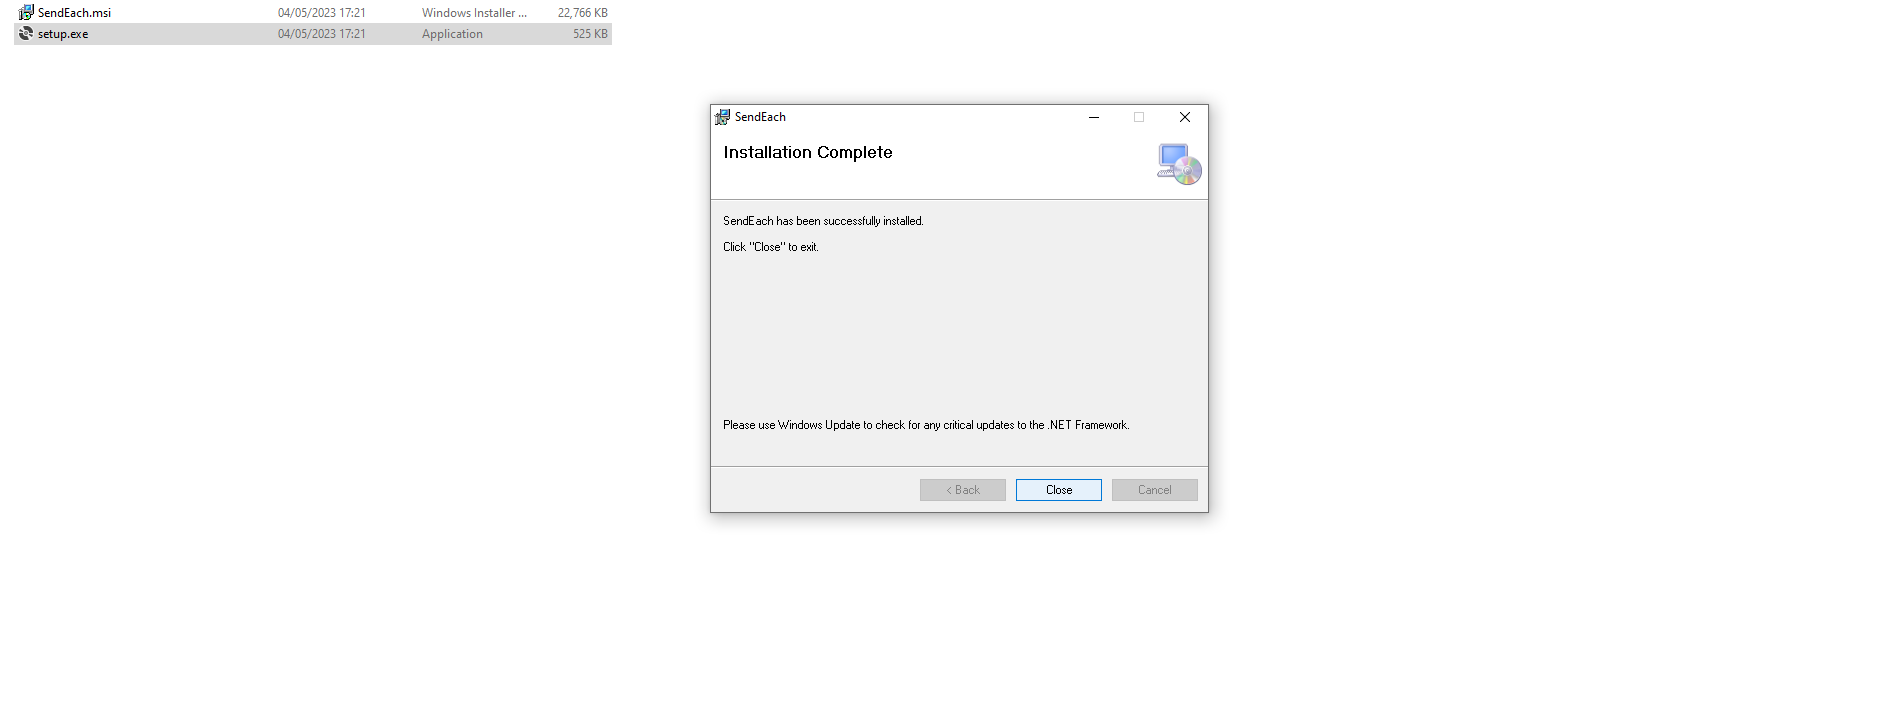 SendEach.msi 04/05/2023 17:21 Windows Installer ... 22,766 KB
setup.exe 04/05/2023 17:21 Application 525 KB
SendEach
Installation Complete
SendEach has been successfully installed.
Click "Close" to exit.
Please use Windows Update to check for any critical updates to the .NET Framework.
< Back Close Cancel